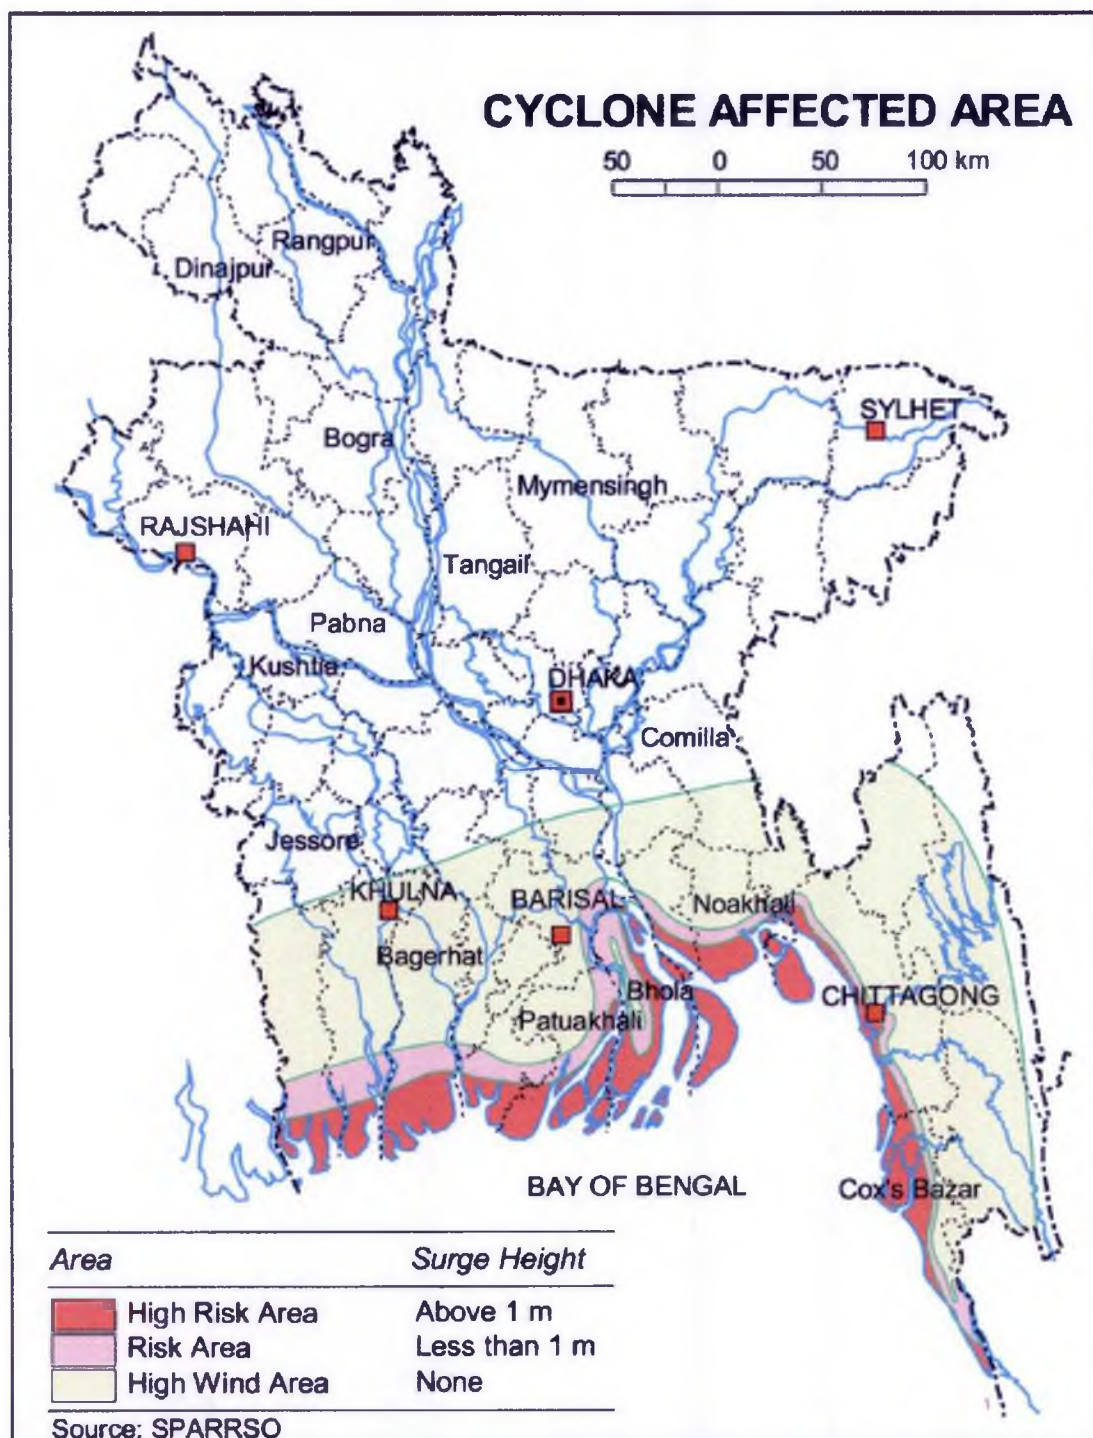 CYCLONE AFFECTED AREA
50 0 50 100 km
Rangpur
Dinajpur
SYLHET
Bogra
Mymensingh
RAJSHAHI
Tangaif
Pabna
Kushtia
DHAKA
Comilla
Jessore
KHULNA
BARISAL
Noakhali
Bagerhat
Bhola
CHITTAGONG
Patuakhali
BAY OF BENGAL
Cox's Bazar
Area Surge Height
High Risk Area Above 1 m
Risk Area Less than 1 m
High Wind Area None
Source: SPARRSO